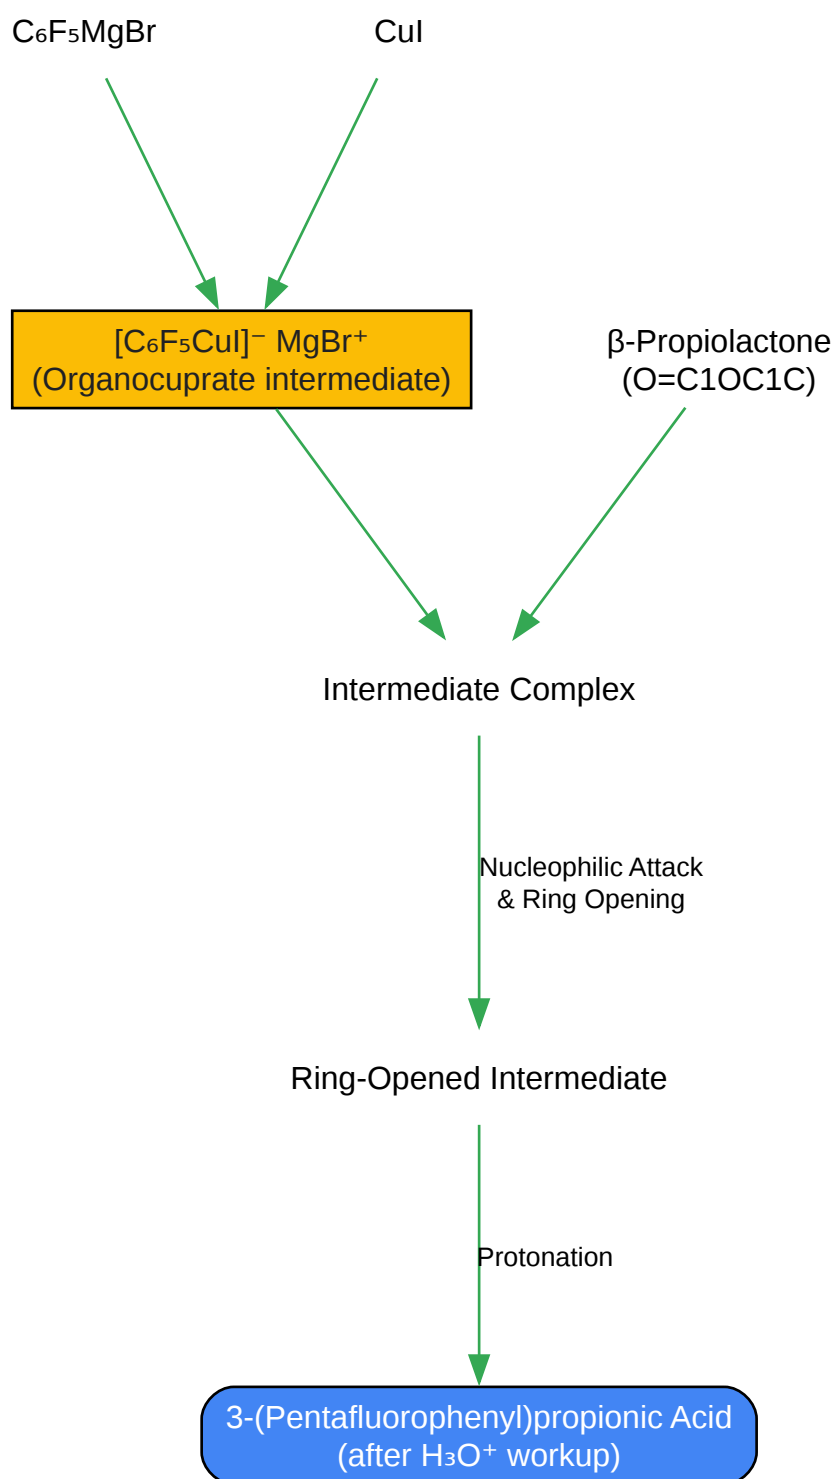 C₆F₅MgBr
CuI
[C₆F₅CuI]⁻ MgBr⁺
(Organocuprate intermediate)
β-Propiolactone
(O=C1OC1C)
Intermediate Complex
Nucleophilic Attack
& Ring Opening
Ring-Opened Intermediate
Protonation
3-(Pentafluorophenyl)propionic Acid
(after H₃O⁺ workup)